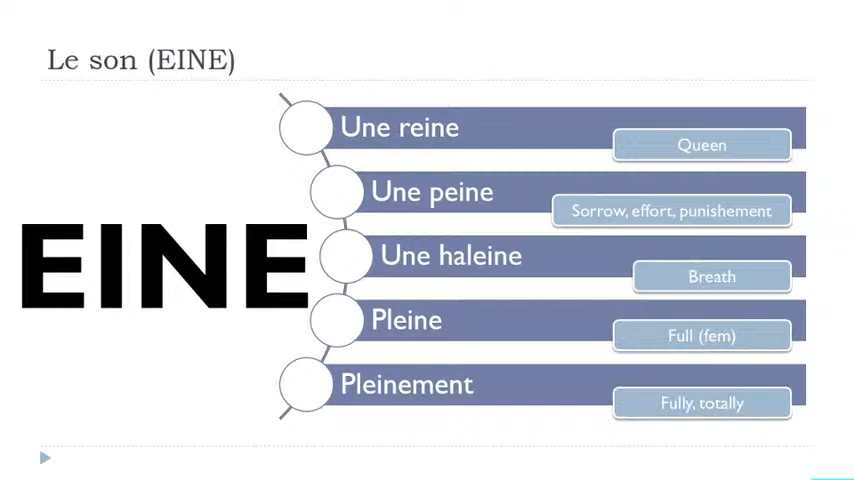 Le son (EINE)
EINE
Une reine
Queen
Une peine
Sorrow, effort, punishement
Une haleine
Breath
Pleine
Full (fem)
Pleinement
Fully, totally